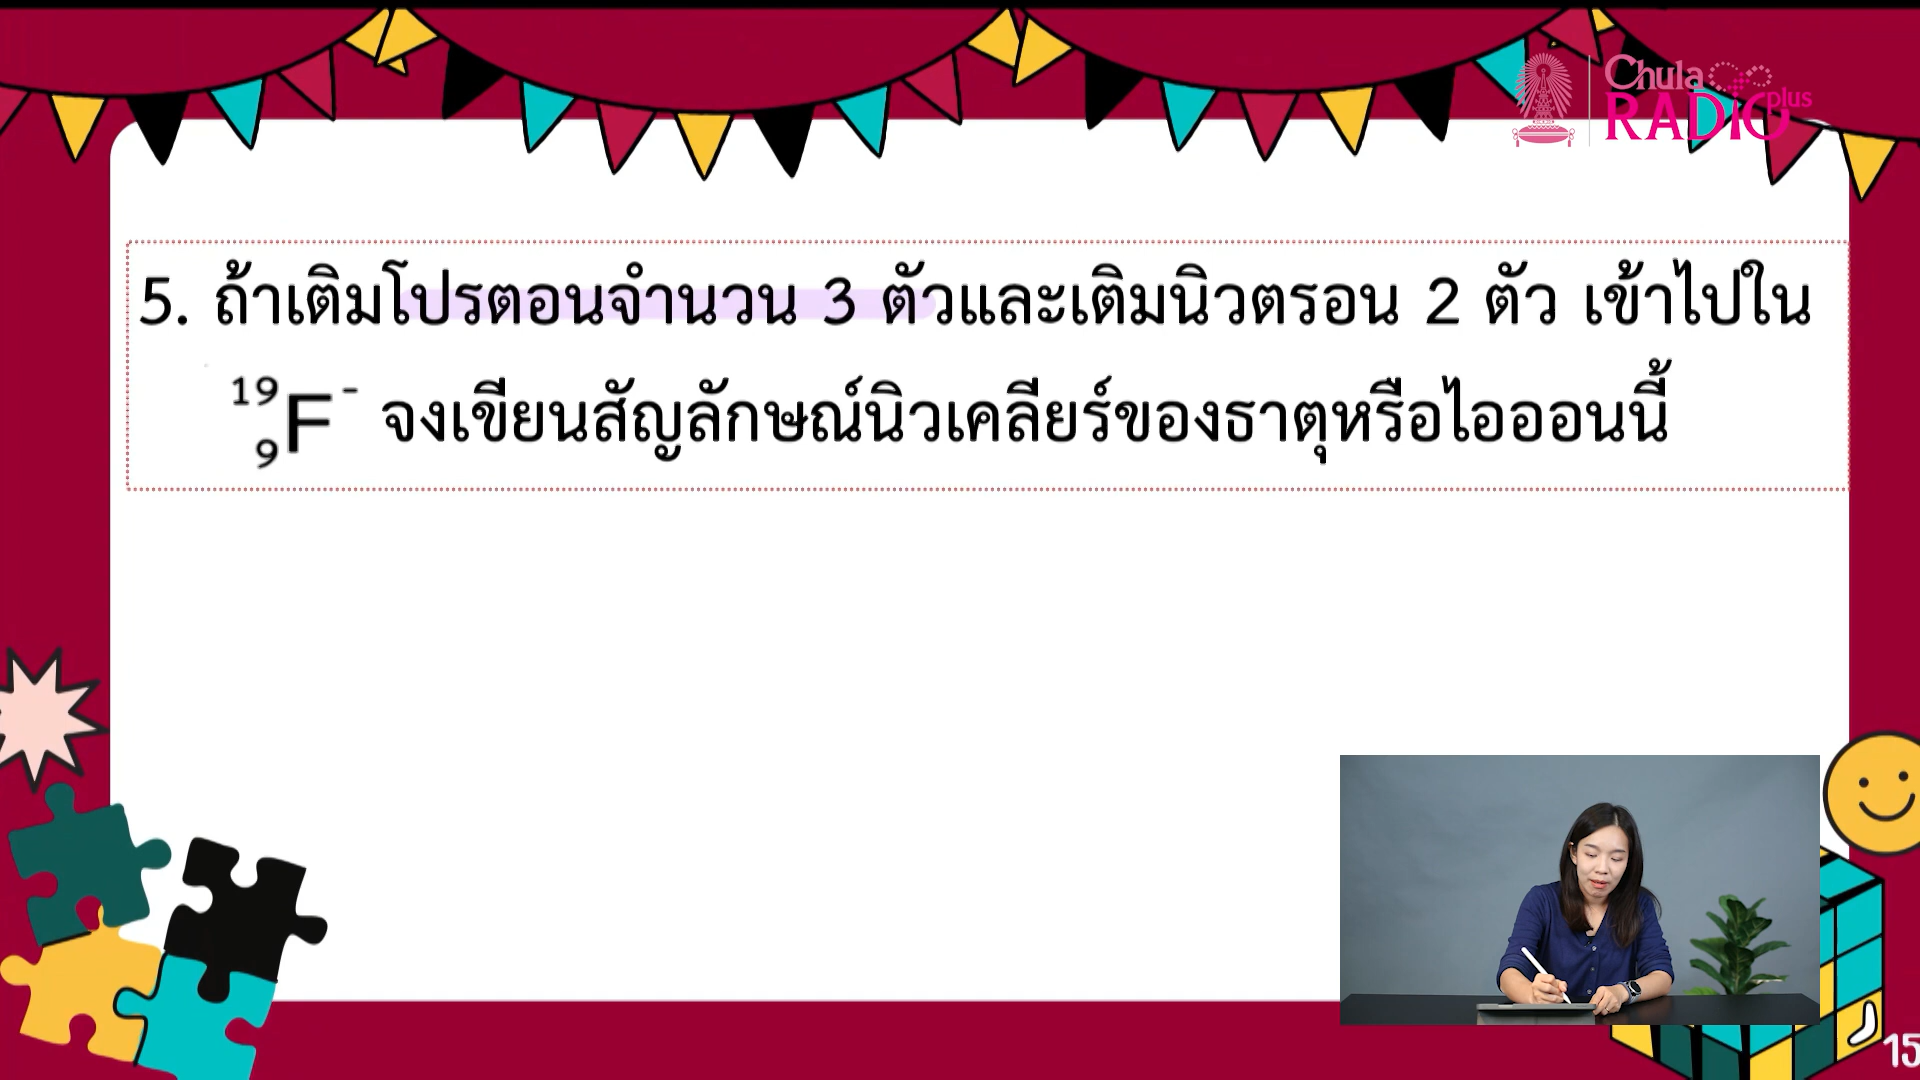 Chula
RADIO plus
5. ถ้าเติมโปรตอนจำนวน 3 ตัวและเติมนิวตรอน 2 ตัว เข้าไปใน
¹⁹₉F⁻ จงเขียนสัญลักษณ์นิวเคลียร์ของธาตุหรือไอออนนี้
15